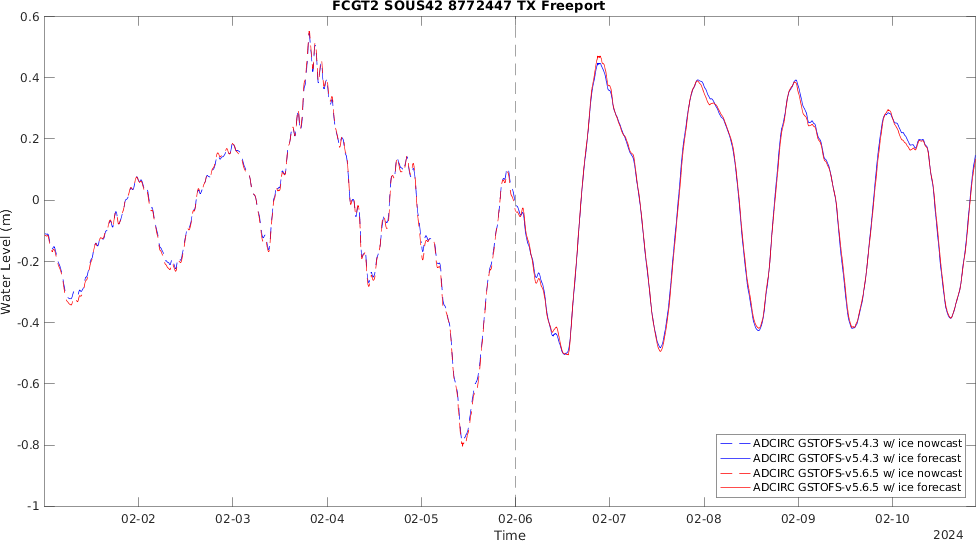 FCGT2 SOUS42 8772447 TX Freeport
0.6
0.4
0.2
0
-0.2
-0.4
-0.6
-0.8
-1
Water Level (m)
ADCIRC GSTOFS-v5.4.3 w/ ice nowcast
ADCIRC GSTOFS-v5.4.3 w/ ice forecast
ADCIRC GSTOFS-v5.6.5 w/ ice nowcast
ADCIRC GSTOFS-v5.6.5 w/ ice forecast
02-02 02-03 02-04 02-05 02-06 02-07 02-08 02-09 02-10
Time
2024